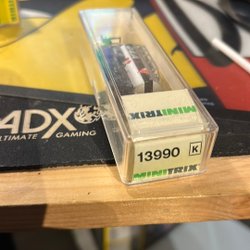 MINITRIX
ADX
ULTIMATE GAMING
13990 K
MINITRIX